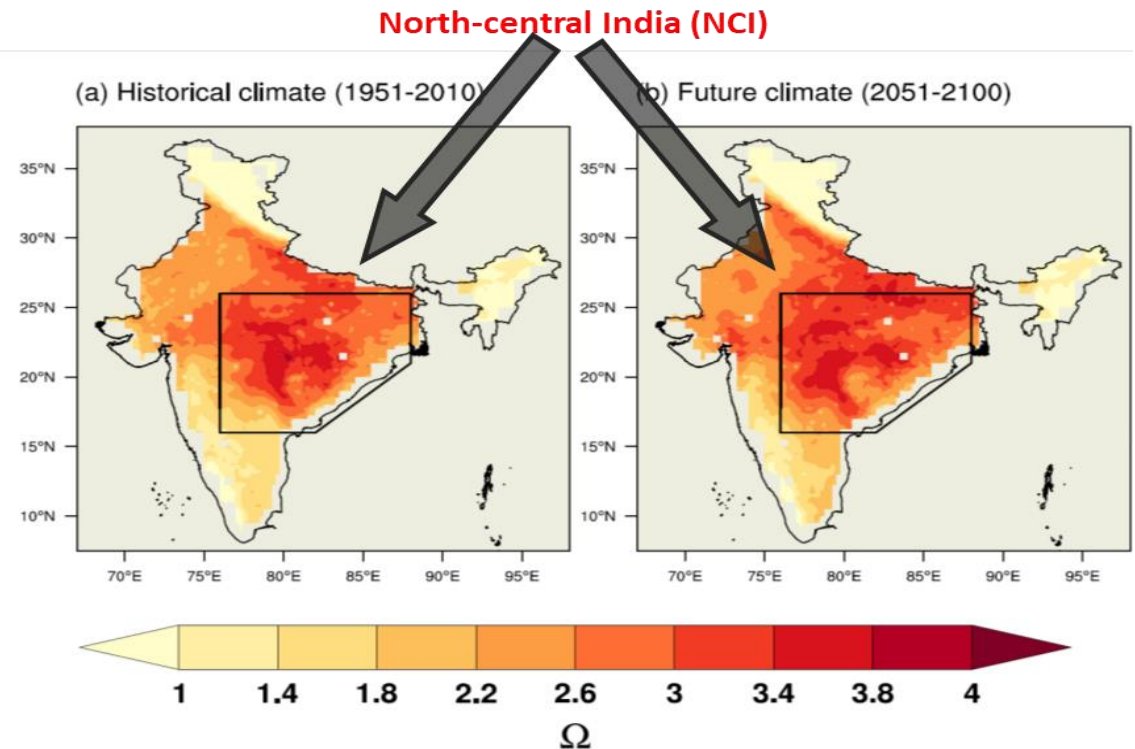 North-central India (NCI)
(a) Historical climate (1951-2010)
(b) Future climate (2051-2100)
35°N
30°N
25°N
20°N
15°N
10°N
70°E 75°E 80°E 85°E 90°E 95°E
35°N
30°N
25°N
20°N
15°N
10°N
70°E 75°E 80°E 85°E 90°E 95°E
1 1.4 1.8 2.2 2.6 3 3.4 3.8 4
Ω